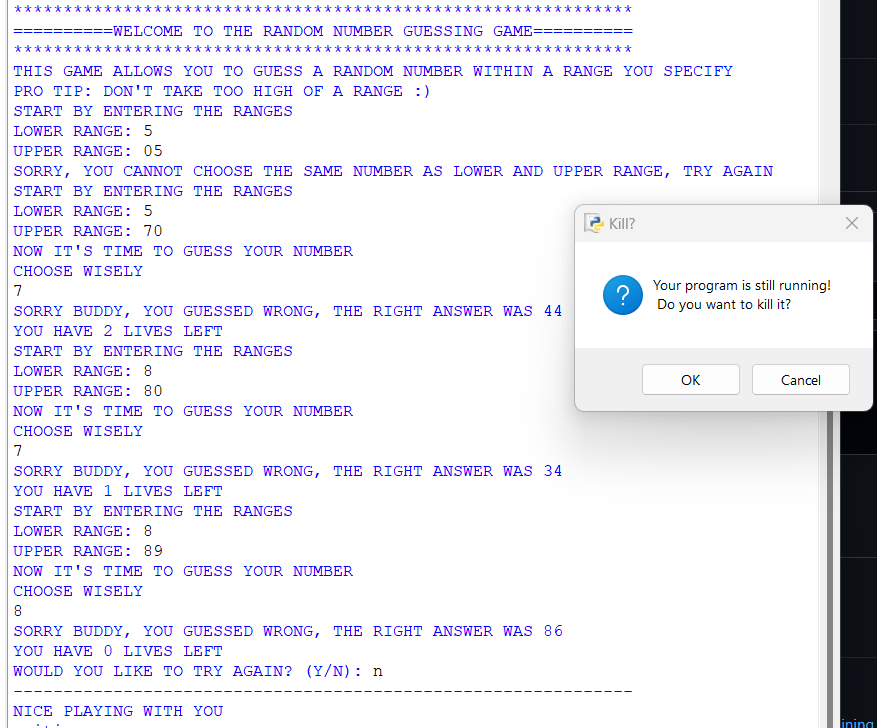 **************************************************************
==========WELCOME TO THE RANDOM NUMBER GUESSING GAME==========
**************************************************************
THIS GAME ALLOWS YOU TO GUESS A RANDOM NUMBER WITHIN A RANGE YOU SPECIFY
PRO TIP: DON'T TAKE TOO HIGH OF A RANGE :)
START BY ENTERING THE RANGES
LOWER RANGE: 5
UPPER RANGE: 05
SORRY, YOU CANNOT CHOOSE THE SAME NUMBER AS LOWER AND UPPER RANGE, TRY AGAIN
START BY ENTERING THE RANGES
LOWER RANGE: 5
UPPER RANGE: 70
NOW IT'S TIME TO GUESS YOUR NUMBER
CHOOSE WISELY
7
SORRY BUDDY, YOU GUESSED WRONG, THE RIGHT ANSWER WAS 44
YOU HAVE 2 LIVES LEFT
START BY ENTERING THE RANGES
LOWER RANGE: 8
UPPER RANGE: 80
NOW IT'S TIME TO GUESS YOUR NUMBER
CHOOSE WISELY
7
SORRY BUDDY, YOU GUESSED WRONG, THE RIGHT ANSWER WAS 34
YOU HAVE 1 LIVES LEFT
START BY ENTERING THE RANGES
LOWER RANGE: 8
UPPER RANGE: 89
NOW IT'S TIME TO GUESS YOUR NUMBER
CHOOSE WISELY
8
SORRY BUDDY, YOU GUESSED WRONG, THE RIGHT ANSWER WAS 86
YOU HAVE 0 LIVES LEFT
WOULD YOU LIKE TO TRY AGAIN? (Y/N): n
--------------------------------------------------------------
NICE PLAYING WITH YOU
Kill?
Your program is still running!
Do you want to kill it?
OK
Cancel
ining